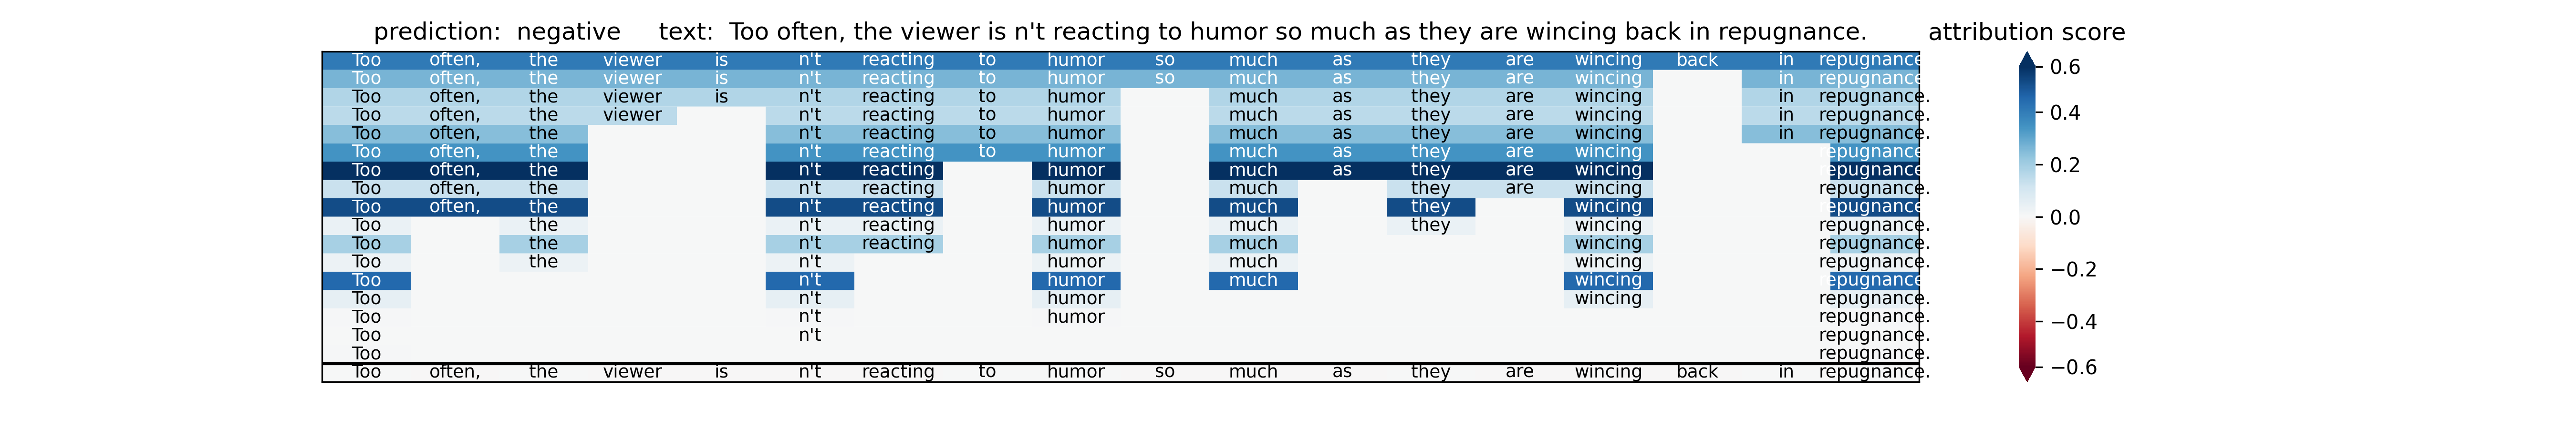 prediction:  negative     text:  Too often, the viewer is n't reacting to humor so much as they are wincing back in repugnance.
attribution score
Too often, the viewer is n't reacting to humor so much as they are wincing back in repugnance
Too often, the viewer is n't reacting to humor so much as they are wincing in repugnance
Too often, the viewer is n't reacting to humor much as they are wincing in repugnance.
Too often, the viewer n't reacting to humor much as they are wincing in repugnance.
Too often, the n't reacting to humor much as they are wincing in repugnance.
Too often, the n't reacting to humor much as they are wincing epugnance
Too often, the n't reacting humor much as they are wincing epugnance
Too often, the n't reacting humor much they are wincing repugnance.
Too often, the n't reacting humor much they wincing epugnance
Too the n't reacting humor much they wincing repugnance.
Too the n't reacting humor much wincing repugnance.
Too the n't humor much wincing repugnance.
Too n't humor much wincing epugnance
Too n't humor wincing repugnance.
Too n't humor repugnance.
Too n't repugnance.
Too repugnance.
Too often, the viewer is n't reacting to humor so much as they are wincing back in repugnance.
0.6
0.4
0.2
0.0
−0.2
−0.4
−0.6